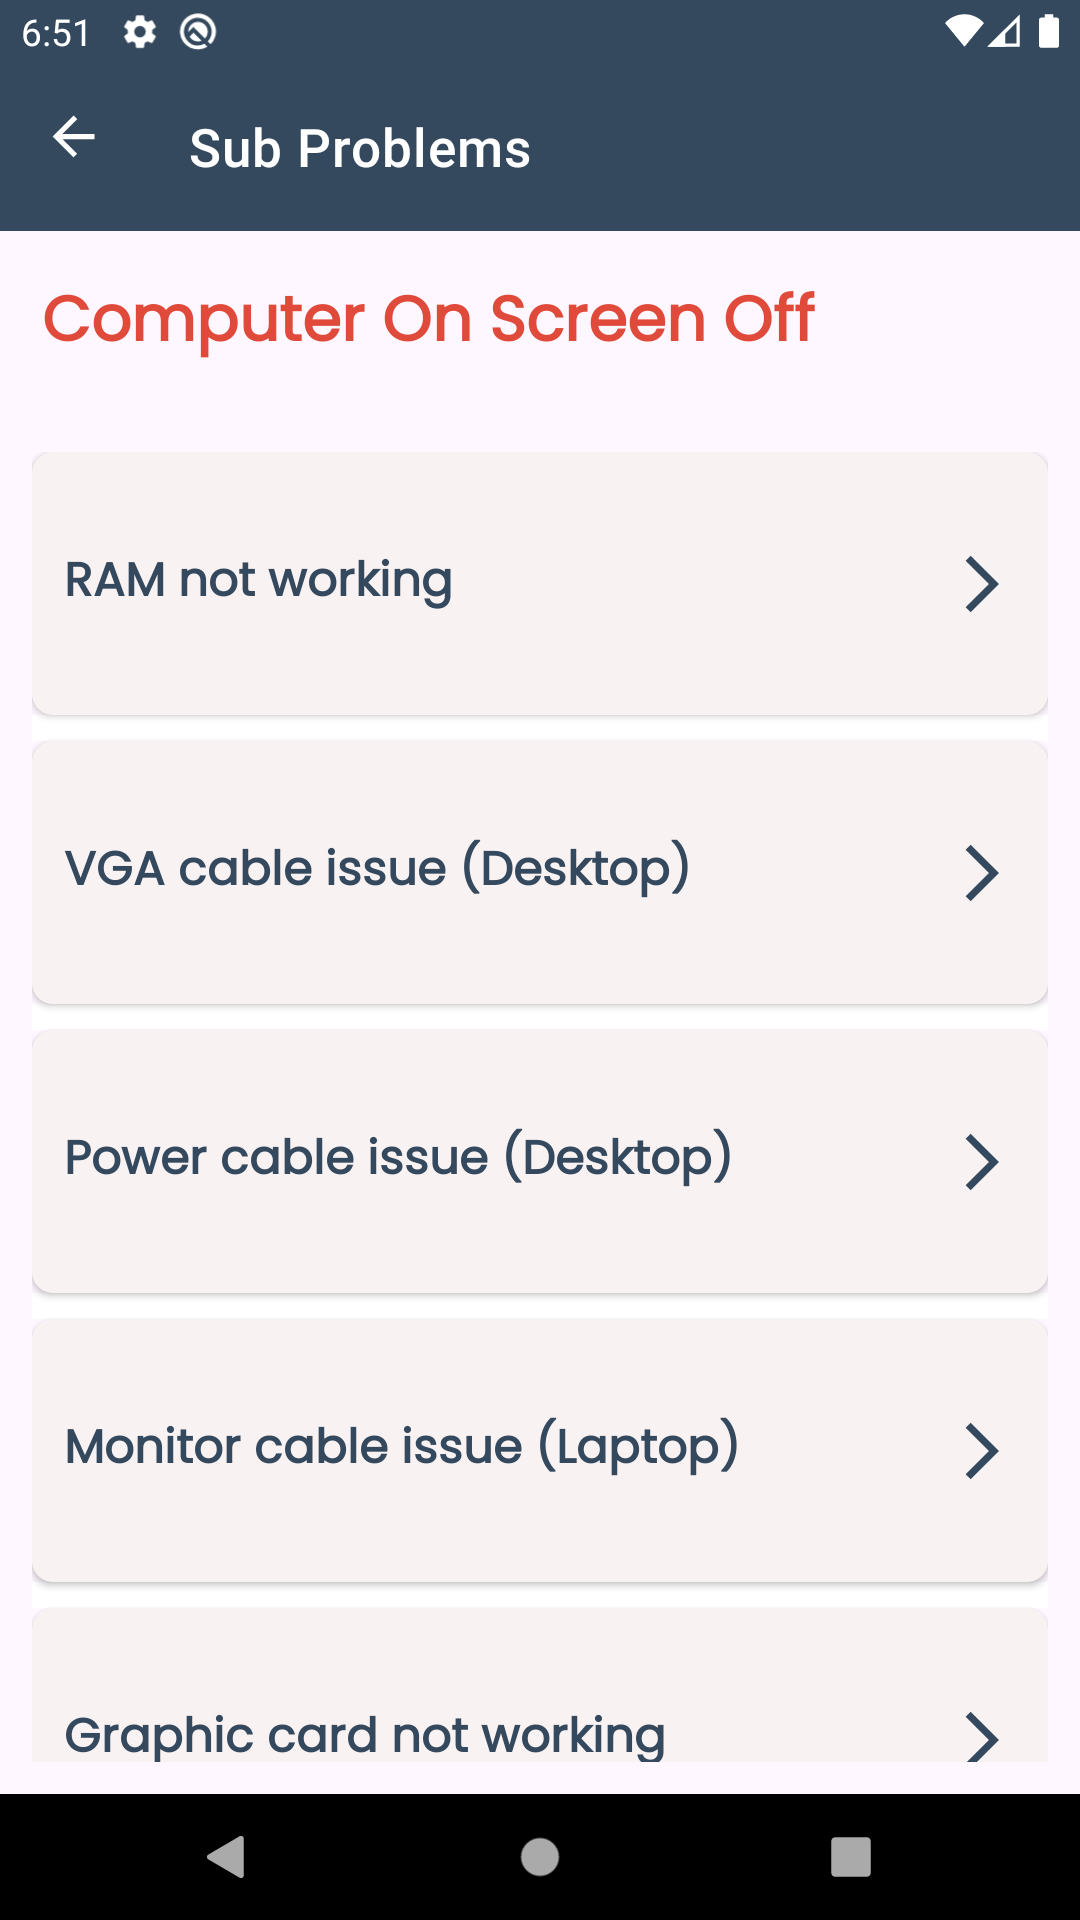 6:51
Sub Problems
Computer On Screen Off
RAM not working
VGA cable issue (Desktop)
Power cable issue (Desktop)
Monitor cable issue (Laptop)
Graphic card not working